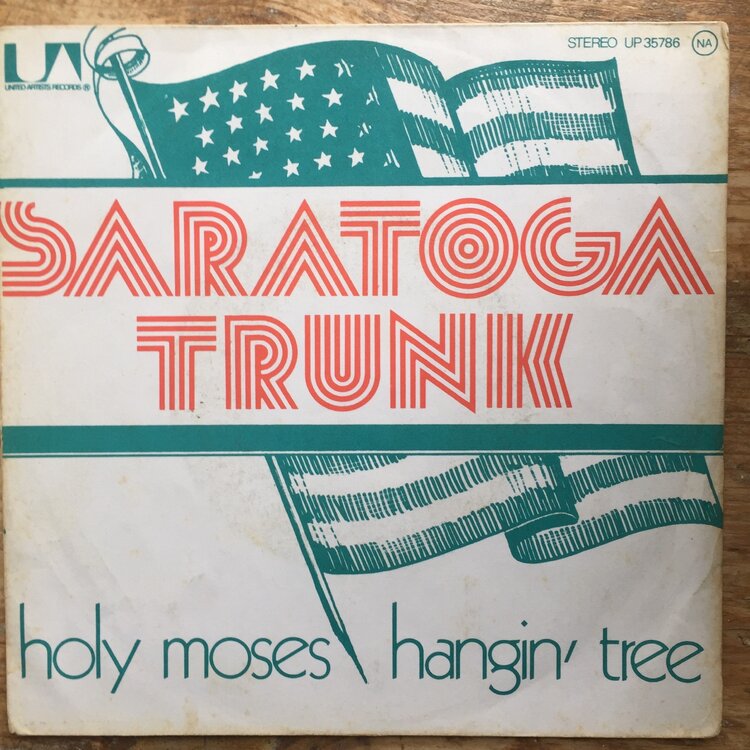 UA
UNITED ARTISTS RECORDS ®
STEREO UP 35786 NA
SARATOGA
TRUNK
holy moses hangin' tree